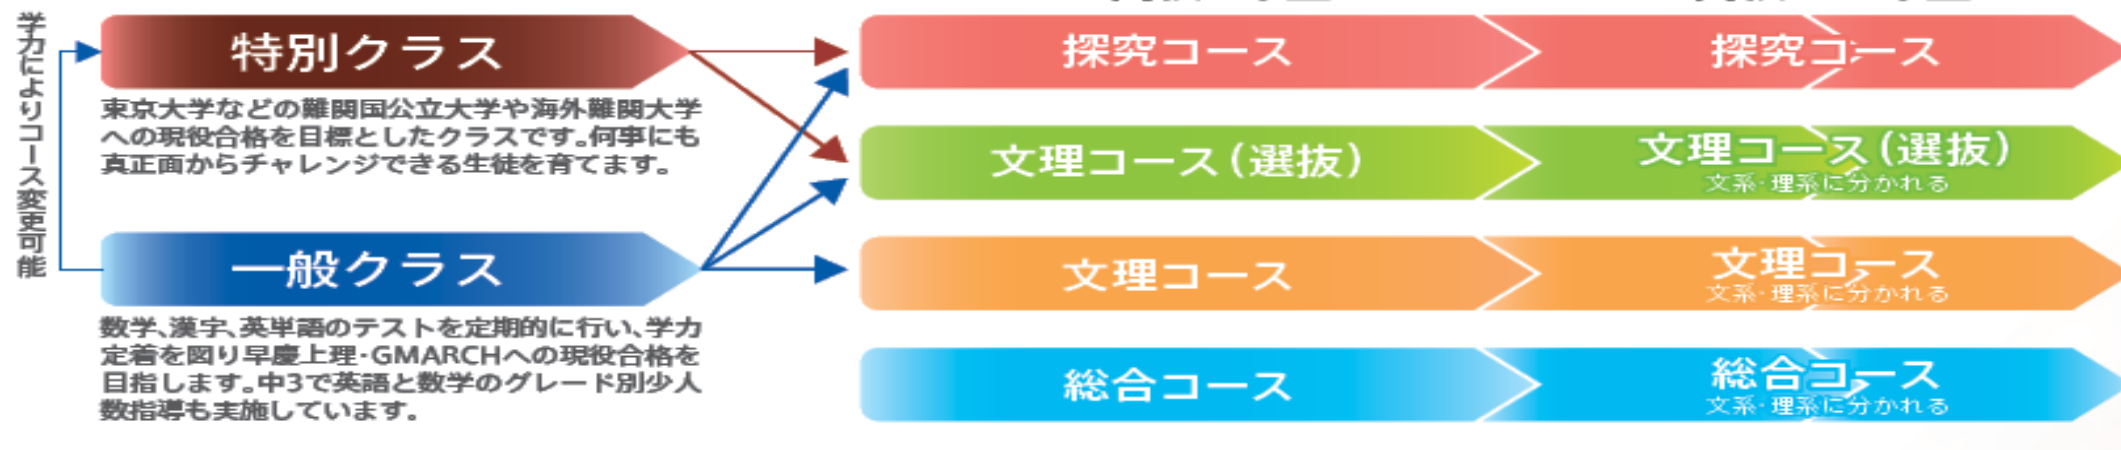 学力によりコース変更可能
特別クラス
東京大学などの難関国公立大学や海外難関大学
への現役合格を目標としたクラスです。何事にも
真正面からチャレンジできる生徒を育てます。
一般クラス
数学、漢字、英単語のテストを定期的に行い、学力
定着を図り早慶上理・GMARCHへの現役合格を
目指します。中3で英語と数学のグレード別少人
数指導も実施しています。
探究コース
探究コース
文理コース(選抜)
文理コース(選抜)
文系・理系に分かれる
文理コース
文理コース
文系・理系に分かれる
総合コース
総合コース
文系・理系に分かれる